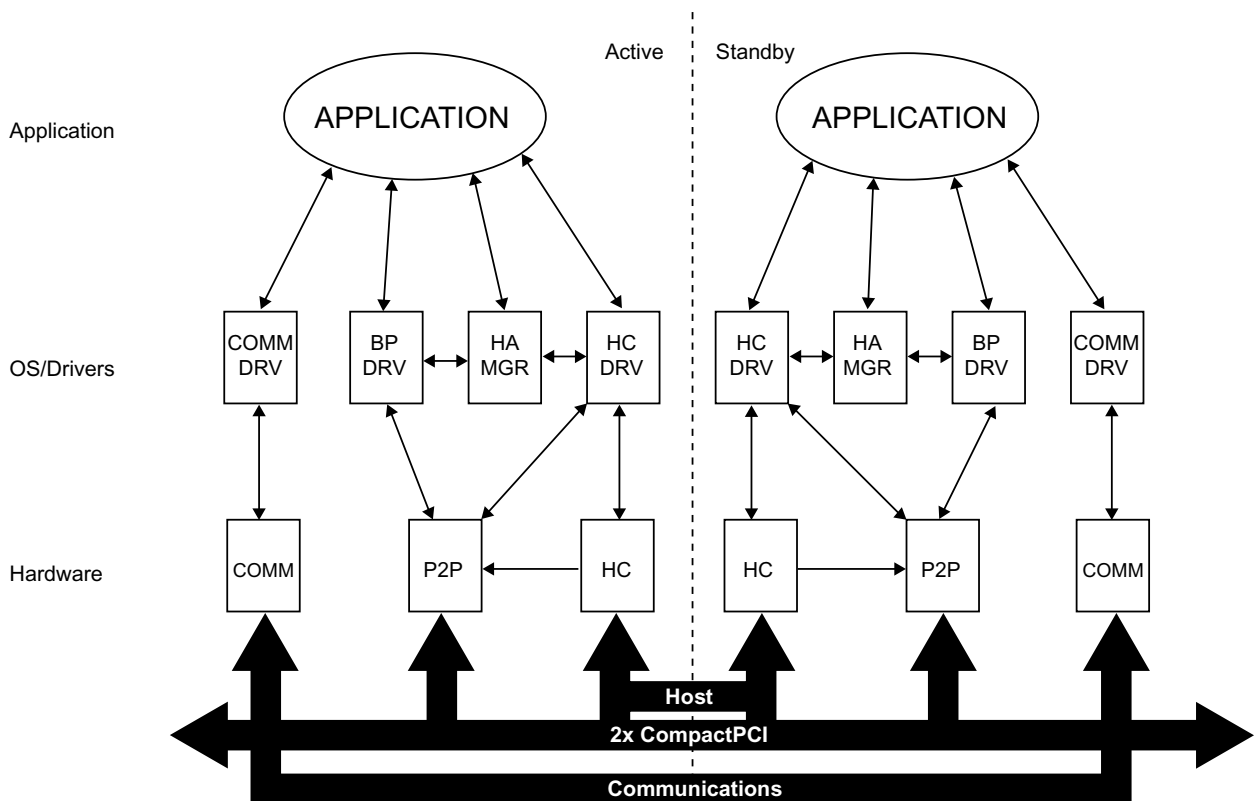 Active
Standby
Application
APPLICATION
APPLICATION
OS/Drivers
COMM
DRV
BP
DRV
HA
MGR
HC
DRV
HC
DRV
HA
MGR
BP
DRV
COMM
DRV
Hardware
COMM
P2P
HC
HC
P2P
COMM
Host
2x CompactPCI
Communications